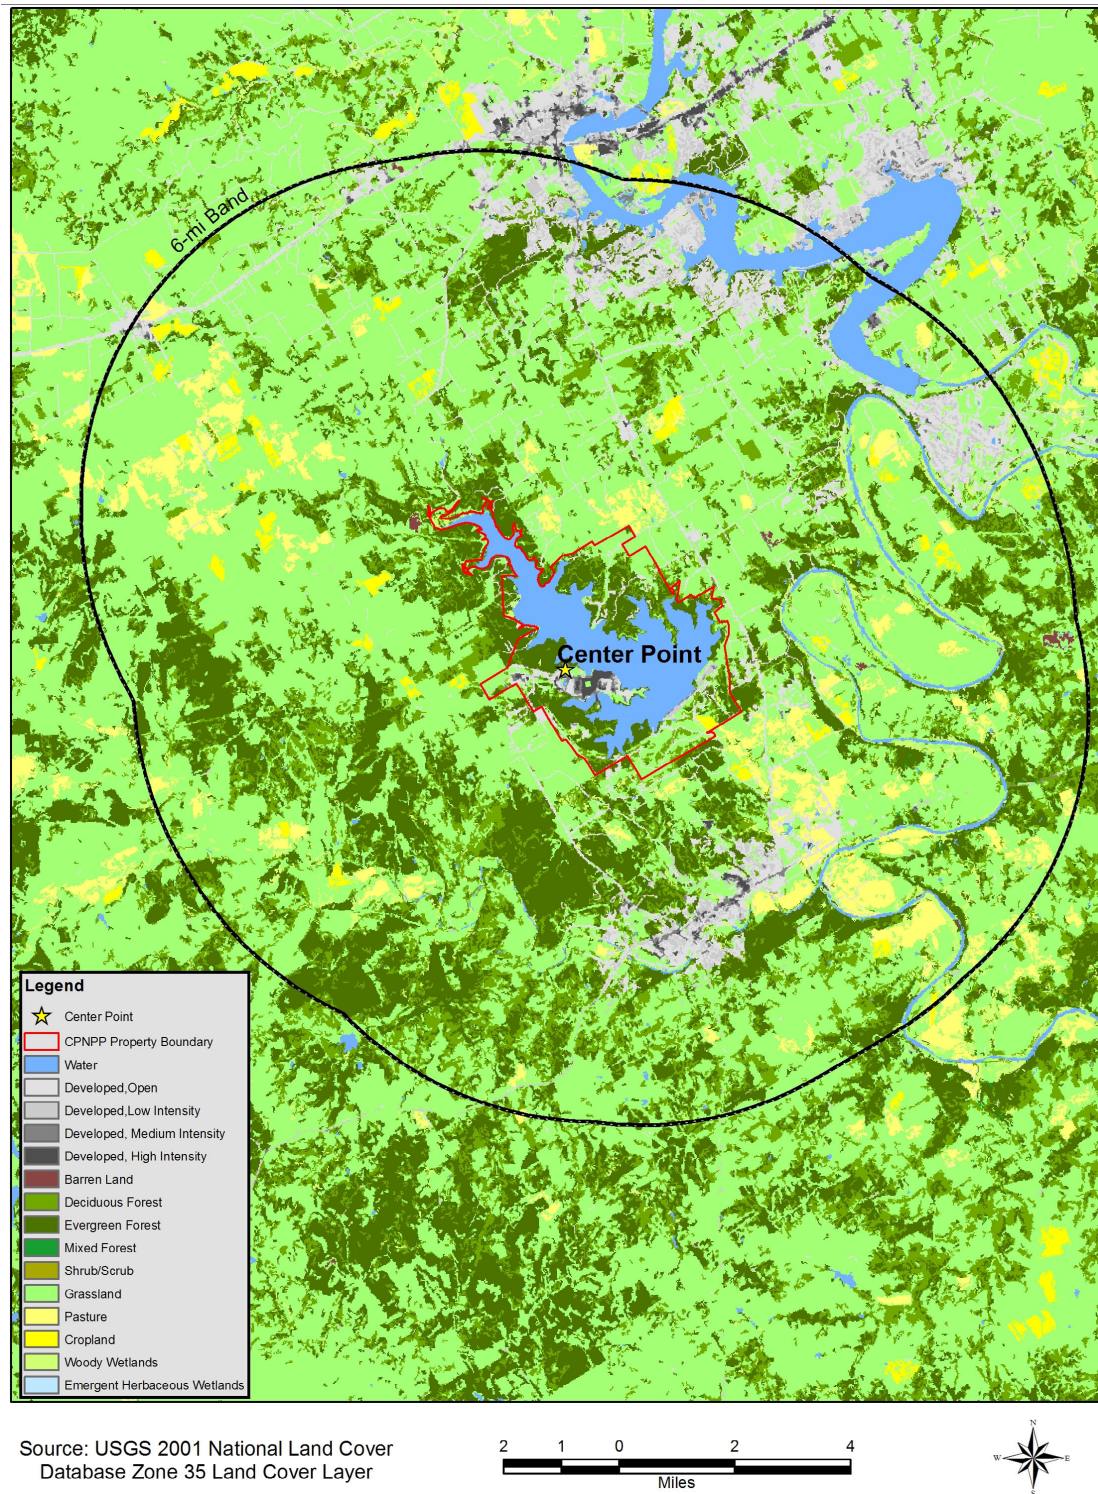 6-mi Band
Center Point
Legend
Center Point
CPNPP Property Boundary
Water
Developed,Open
Developed,Low Intensity
Developed, Medium Intensity
Developed, High Intensity
Barren Land
Deciduous Forest
Evergreen Forest
Mixed Forest
Shrub/Scrub
Grassland
Pasture
Cropland
Woody Wetlands
Emergent Herbaceous Wetlands
Source: USGS 2001 National Land Cover
Database Zone 35 Land Cover Layer
2 1 0 2 4
Miles
N
W E
S